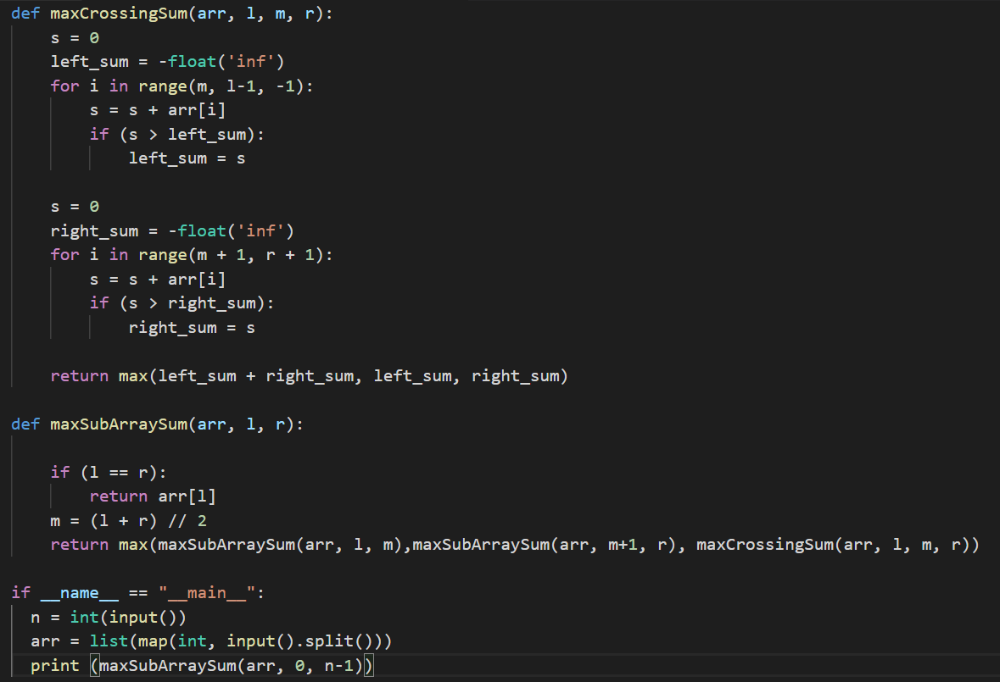 def maxCrossingSum(arr, l, m, r):
    s = 0
    left_sum = -float('inf')
    for i in range(m, l-1, -1):
        s = s + arr[i]
        if (s > left_sum):
            left_sum = s
    s = 0
    right_sum = -float('inf')
    for i in range(m + 1, r + 1):
        s = s + arr[i]
        if (s > right_sum):
            right_sum = s
    return max(left_sum + right_sum, left_sum, right_sum)
def maxSubArraySum(arr, l, r):
    if (l == r):
        return arr[l]
    m = (l + r) // 2
    return max(maxSubArraySum(arr, l, m),maxSubArraySum(arr, m+1, r), maxCrossingSum(arr, l, m, r))
if __name__ == "__main__":
  n = int(input())
  arr = list(map(int, input().split()))
  print (maxSubArraySum(arr, 0, n-1))